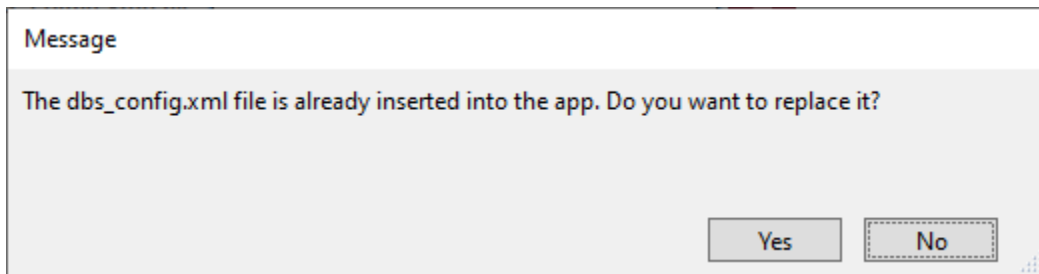 Message
The dbs_config.xml file is already inserted into the app. Do you want to replace it?
Yes
No